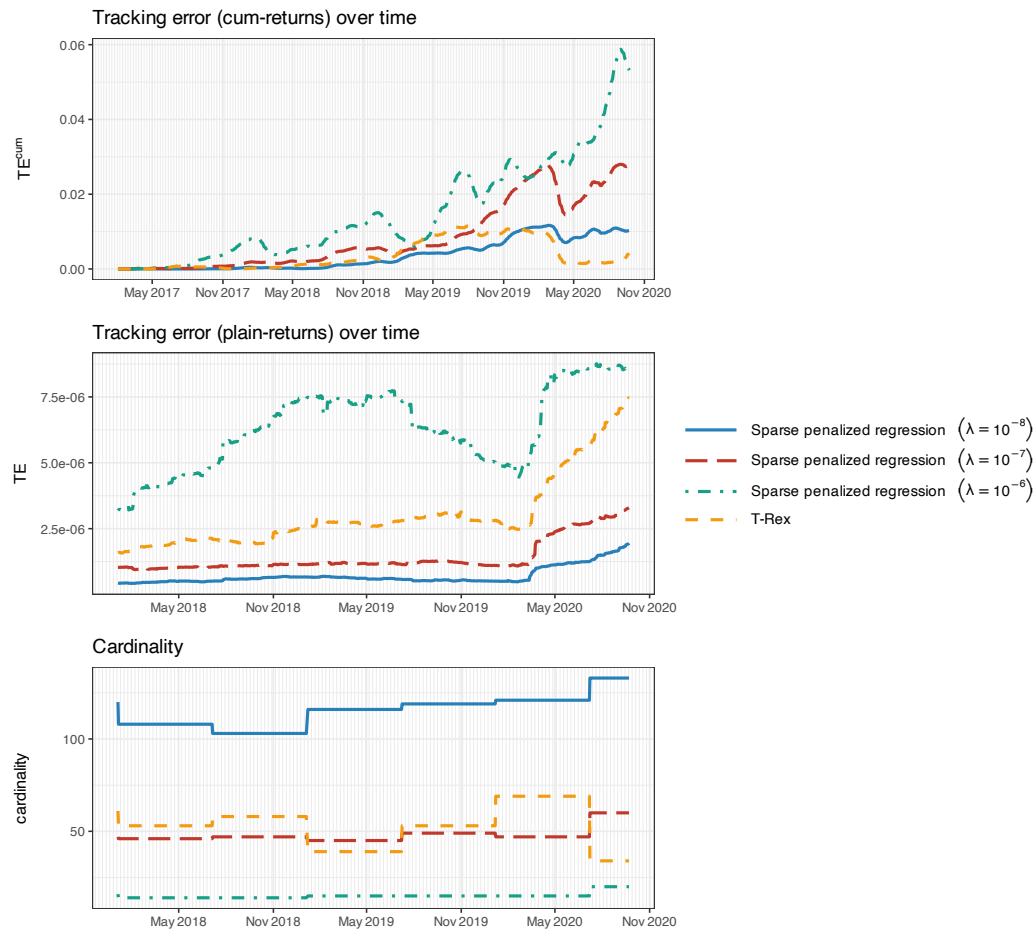 Tracking error (cum-returns) over time
0.06
0.04
0.02
0.00
TE^cum
May 2017 Nov 2017 May 2018 Nov 2018 May 2019 Nov 2019 May 2020 Nov 2020
Tracking error (plain-returns) over time
7.5e-06
5.0e-06
2.5e-06
TE
May 2018 Nov 2018 May 2019 Nov 2019 May 2020 Nov 2020
Sparse penalized regression (λ = 10⁻⁸)
Sparse penalized regression (λ = 10⁻⁷)
Sparse penalized regression (λ = 10⁻⁶)
T-Rex
Cardinality
100
50
cardinality
May 2018 Nov 2018 May 2019 Nov 2019 May 2020 Nov 2020